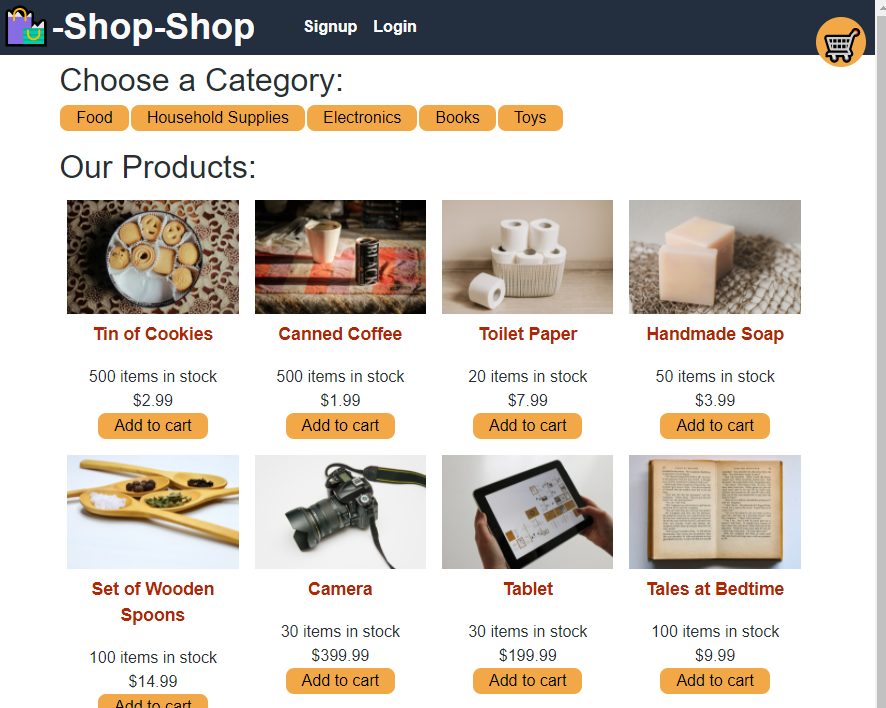 -Shop-Shop
Signup Login
Choose a Category:
Food Household Supplies Electronics Books Toys
Our Products:
Tin of Cookies Canned Coffee Toilet Paper Handmade Soap
500 items in stock 500 items in stock 20 items in stock 50 items in stock
$2.99 $1.99 $7.99 $3.99
Add to cart Add to cart Add to cart Add to cart
Set of Wooden Spoons Camera Tablet Tales at Bedtime
100 items in stock 30 items in stock 30 items in stock 100 items in stock
$14.99 $399.99 $199.99 $9.99
Add to cart Add to cart Add to cart Add to cart